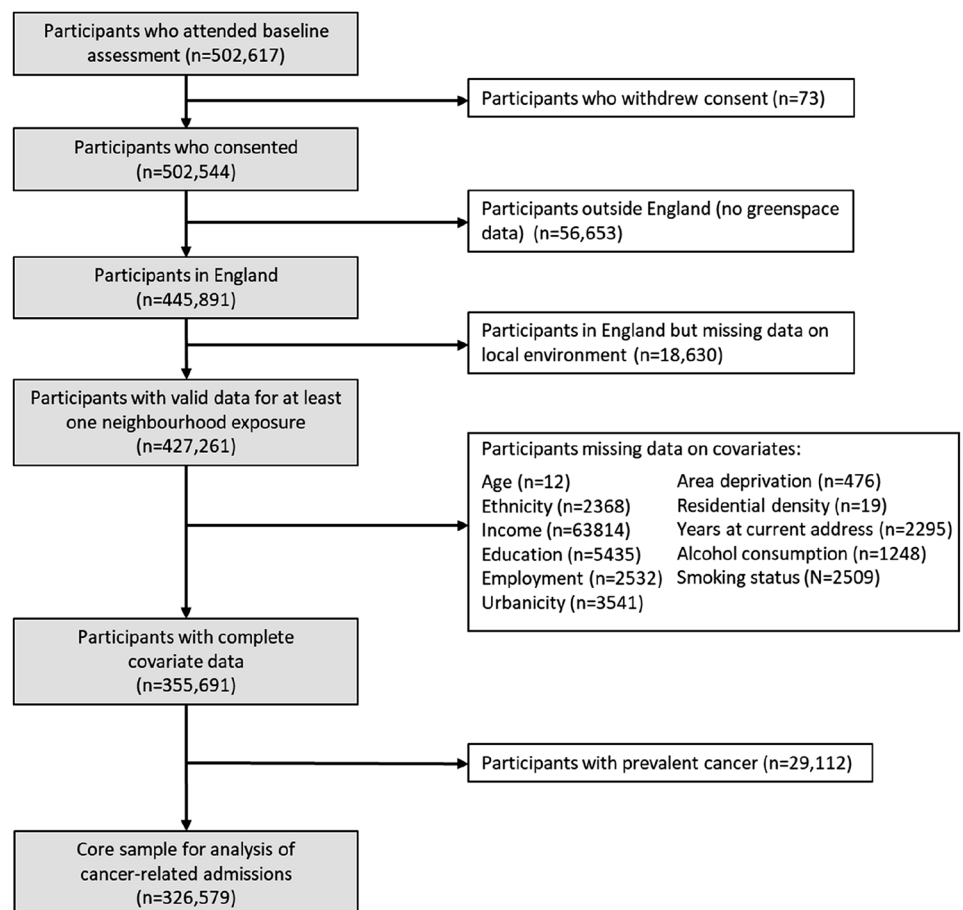 Participants who attended baseline
assessment (n=502,617)
Participants who withdrew consent (n=73)
Participants who consented
(n=502,544)
Participants outside England (no greenspace
data) (n=56,653)
Participants in England
(n=445,891)
Participants in England but missing data on
local environment (n=18,630)
Participants with valid data for at least
one neighbourhood exposure
(n=427,261)
Participants missing data on covariates:
Age (n=12)
Ethnicity (n=2368)
Income (n=63814)
Education (n=5435)
Employment (n=2532)
Urbanicity (n=3541)
Area deprivation (n=476)
Residential density (n=19)
Years at current address (n=2295)
Alcohol consumption (n=1248)
Smoking status (N=2509)
Participants with complete
covariate data
(n=355,691)
Participants with prevalent cancer (n=29,112)
Core sample for analysis of
cancer-related admissions
(n=326,579)